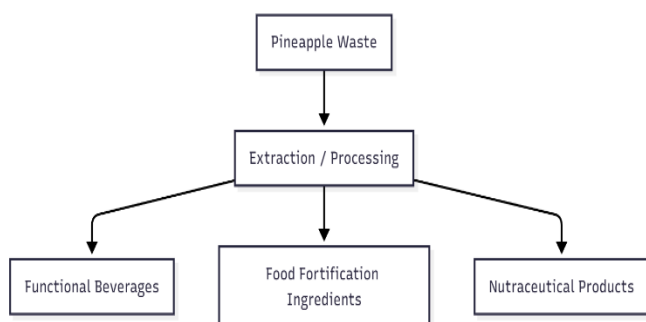 Pineapple Waste
Extraction / Processing
Functional Beverages
Food Fortification
Ingredients
Nutraceutical Products